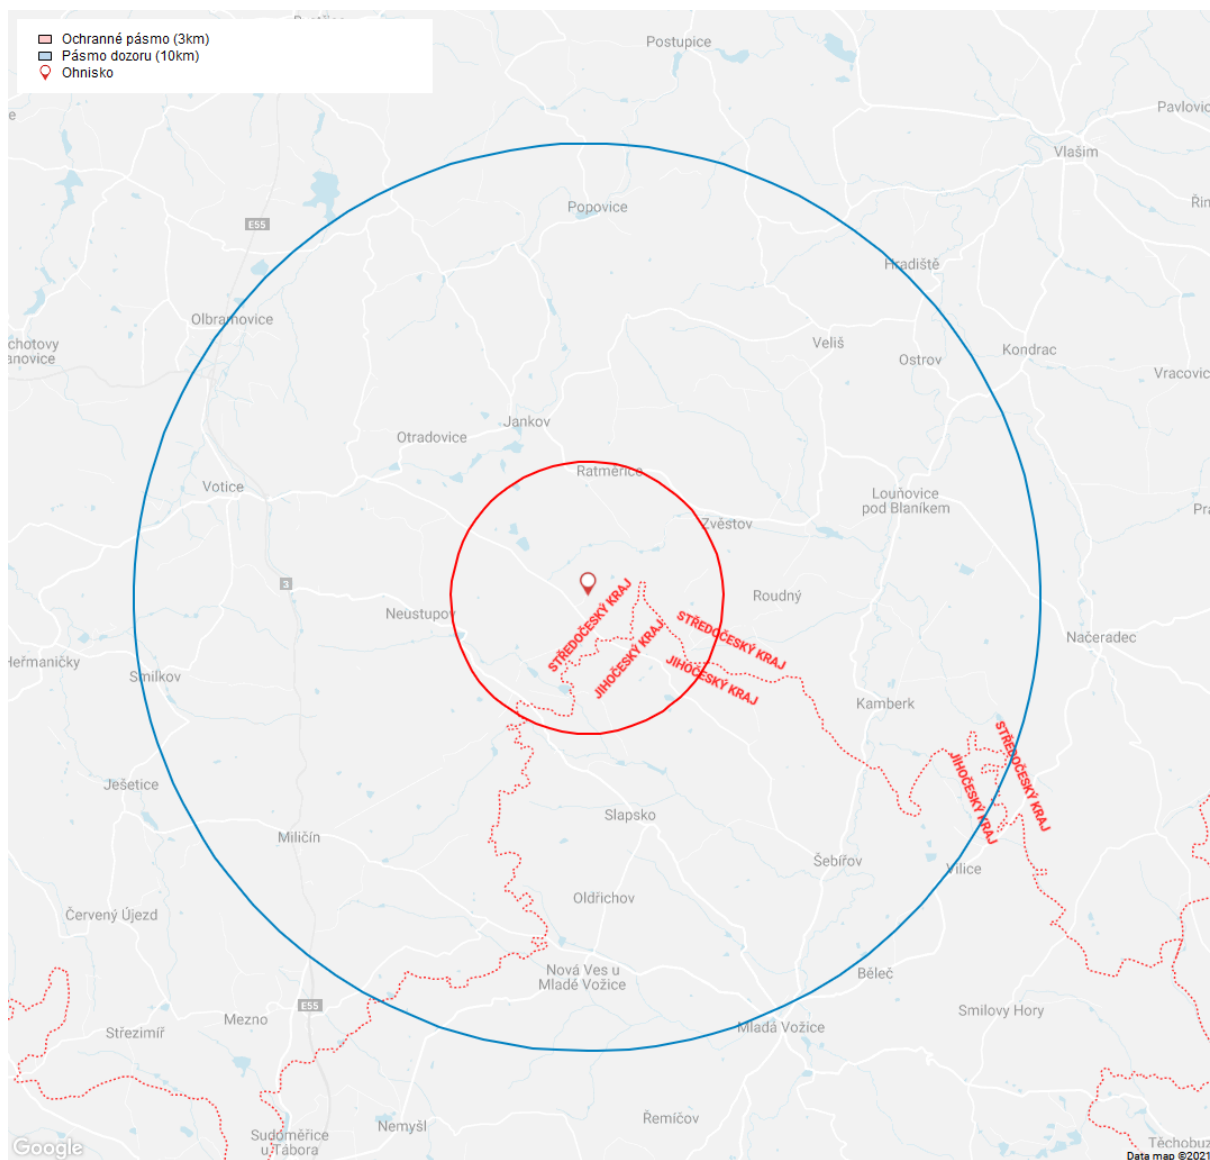 Ochranné pásmo (3km)
Pásmo dozoru (10km)
Ohnisko
Postupice
Pavlovic
Vlašim
Popovice
E55
Hradiště
Olbramovice
chotovy
anovice
Veliš
Kondrac
Ostrov
Vracovic
Jankov
Otradovice
Ratměřice
Votice
Louňovice
pod Blaníkem
Zvěstov
3
Neustupov
Roudný
STŘEDOČESKÝ KRAJ
JIHOČESKÝ KRAJ
STŘEDOČESKÝ KRAJ
JIHOČESKÝ KRAJ
Načeradec
Heřmaničky
Smilkov
Kamberk
STŘEDOČESKÝ KRAJ
JIHOČESKÝ KRAJ
Ješetice
Slapsko
Miličín
Šebířov
Vilice
Oldřichov
Červený Újezd
Nová Ves u
Mladé Vožice
Běleč
E55
Smilovy Hory
Mezno
Střezimíř
Mladá Vožice
Řemíčov
Nemyšl
Sudoměřice
u Tábora
Těchobuz
Google
Data map ©2021